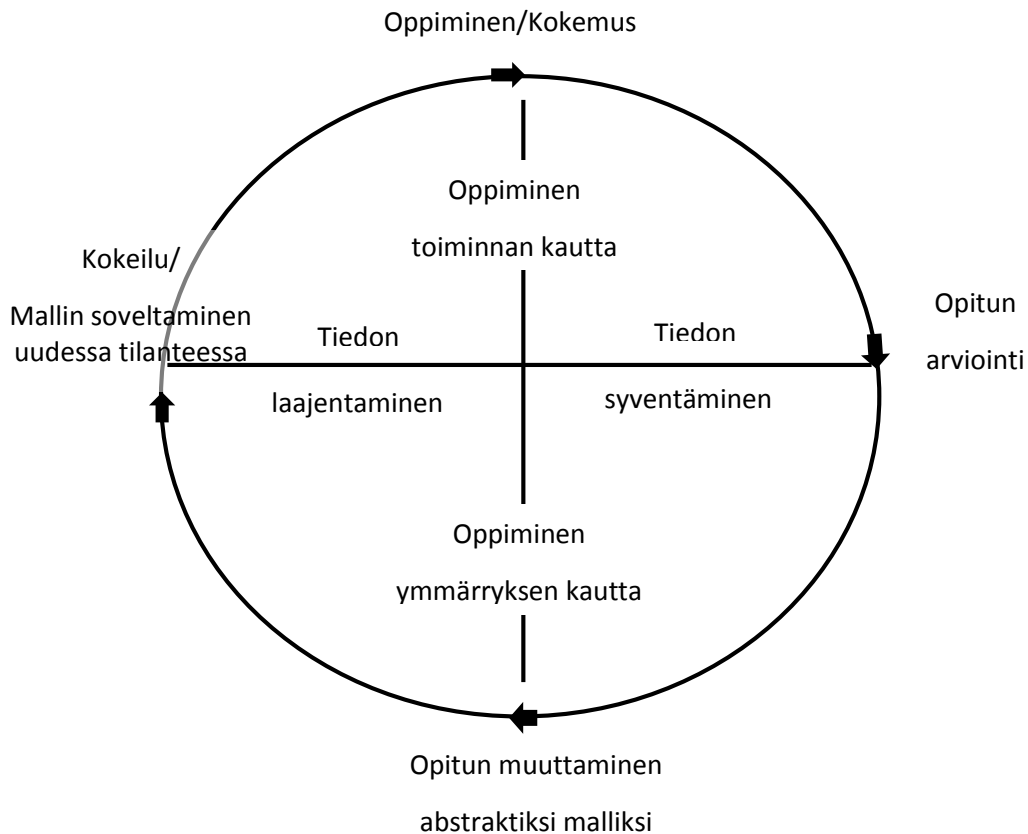 Oppiminen/Kokemus
Oppiminen
toiminnan kautta
Kokeilu/
Mallin soveltaminen
uudessa tilanteessa
Tiedon
laajentaminen
Tiedon
syventäminen
Opitun
arviointi
Oppiminen
ymmärryksen kautta
Opitun muuttaminen
abstraktiksi malliksi